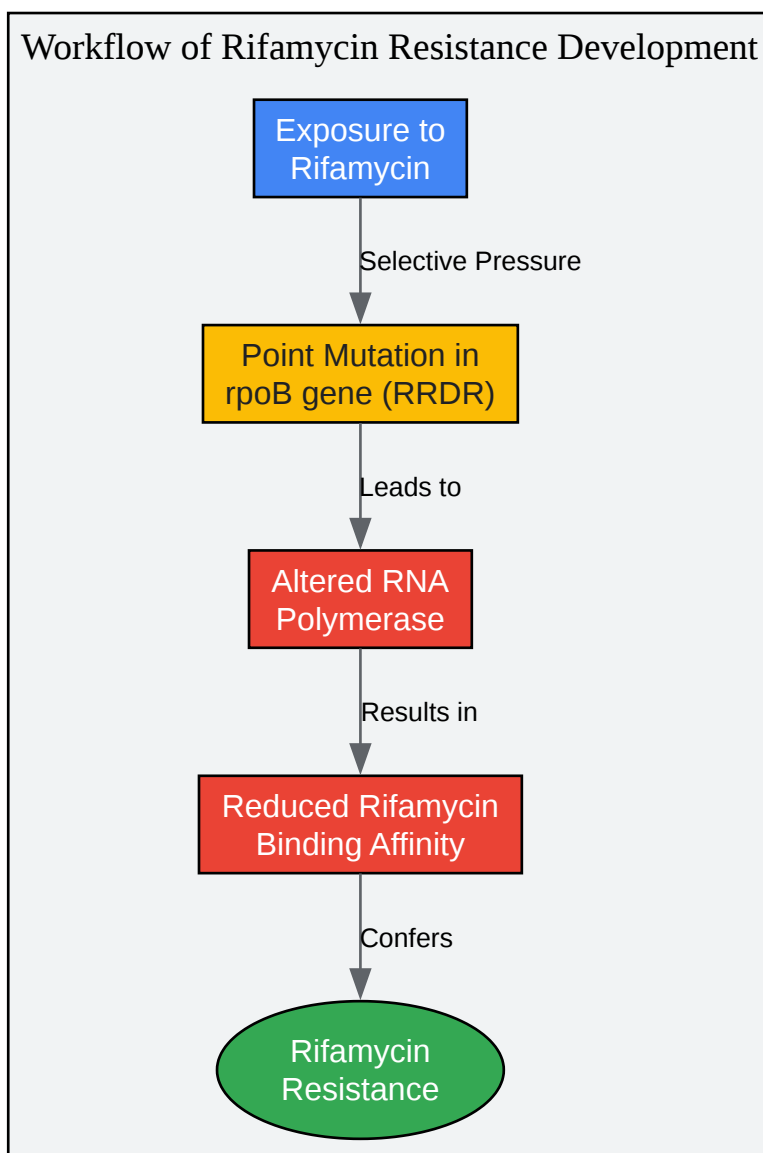 Workflow of Rifamycin Resistance Development
Exposure to
Rifamycin
Selective Pressure
Point Mutation in
rpoB gene (RRDR)
Leads to
Altered RNA
Polymerase
Results in
Reduced Rifamycin
Binding Affinity
Confers
Rifamycin
Resistance